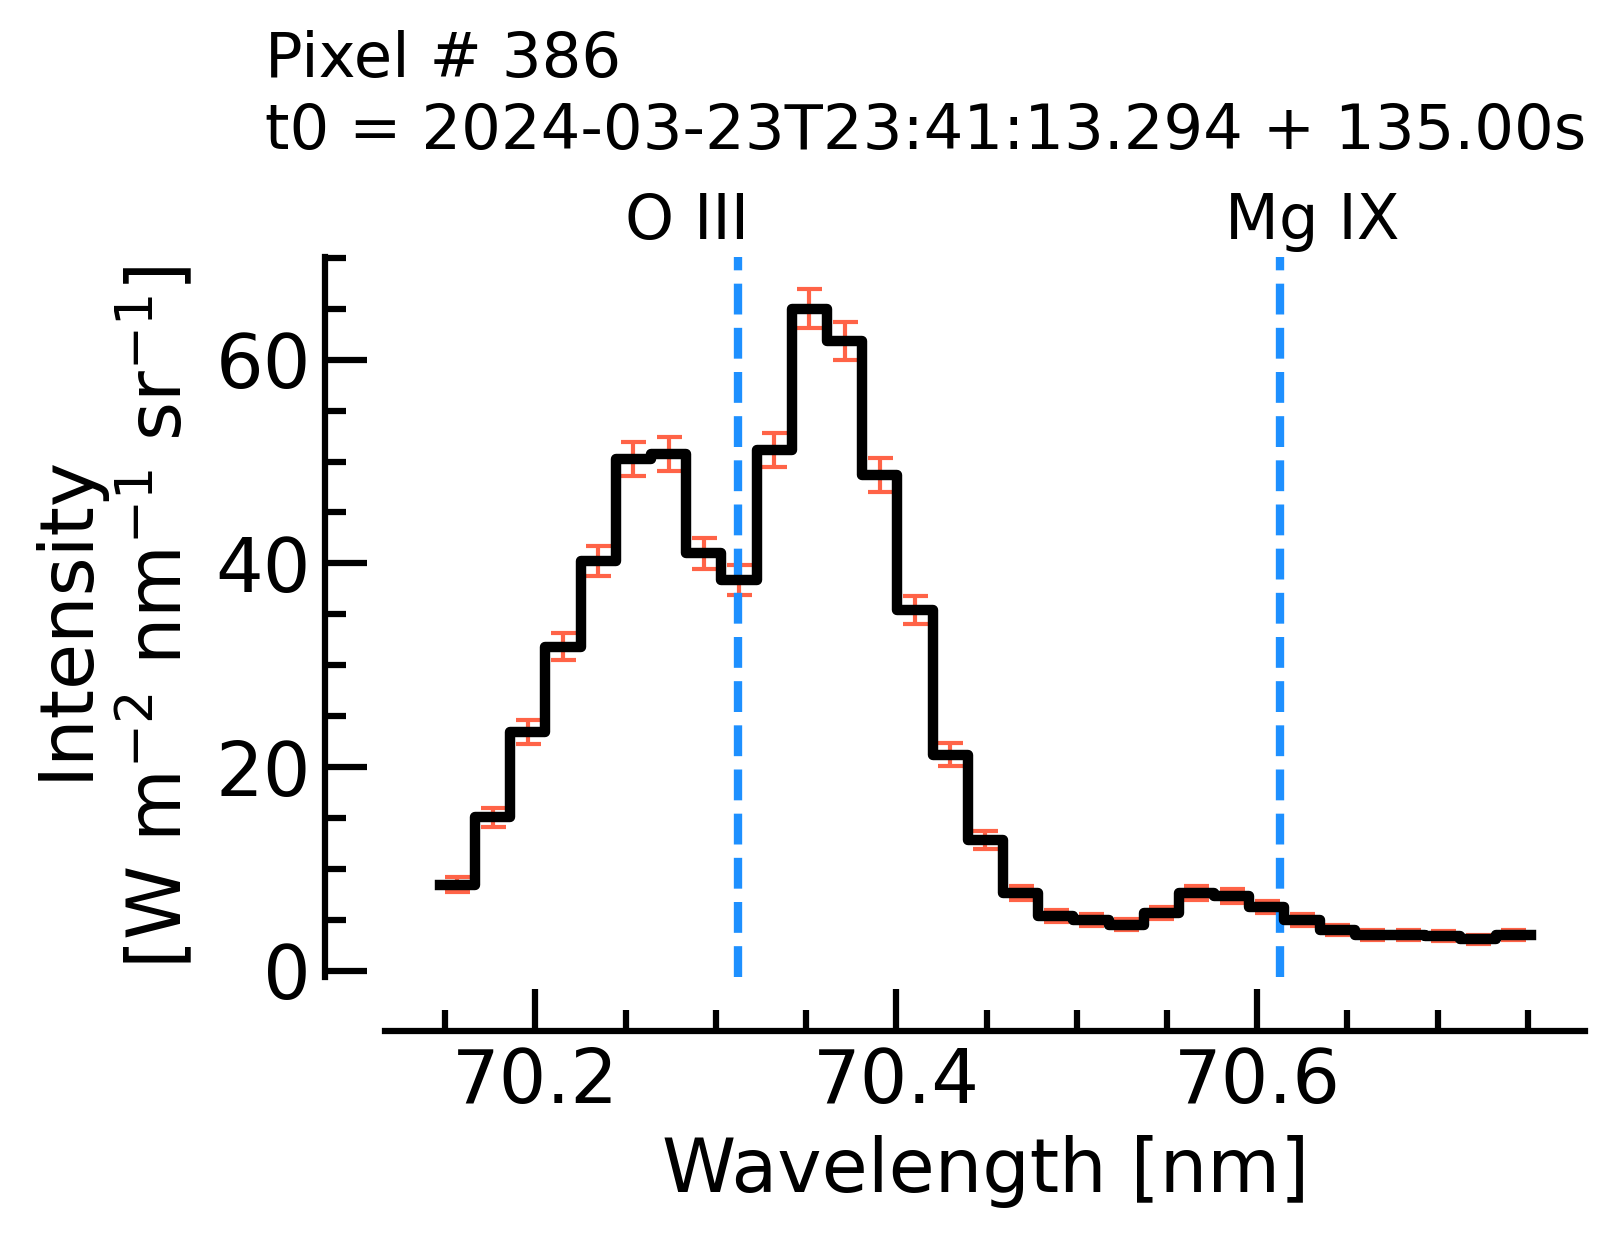 Pixel # 386
t0 = 2024-03-23T23:41:13.294 + 135.00s
O III Mg IX
Intensity
[W m⁻² nm⁻¹ sr⁻¹]
60
40
20
0
70.2 70.4 70.6
Wavelength [nm]